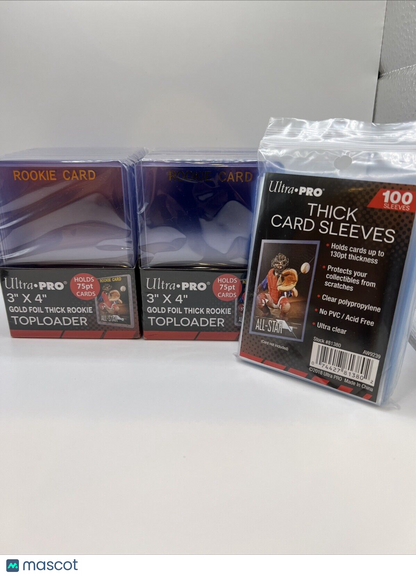 ROOKIE CARD
Ultra•PRO®
HOLDS
75pt
CARDS
3" X 4"
GOLD FOIL THICK ROOKIE
TOPLOADER
CARD
Ultra•PRO®
HOLDS
75pt
CARDS
3" X 4"
GOLD FOIL THICK ROOKIE
TOPLOADER
Ultra•PRO®
100
SLEEVES
THICK
CARD SLEEVES
• Holds cards up to
130pt thickness
• Protects your
collectibles from
scratches
• Clear polypropylene
• No PVC / Acid Free
• Ultra clear
ALL-STAR
Stock #81380
mascot